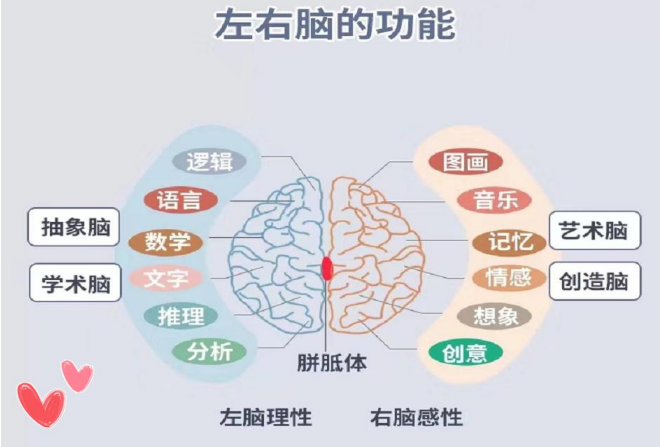 左右脑的功能
逻辑
语言
数学
文字
推理
分析
抽象脑
学术脑
图画
音乐
记忆
情感
想象
创意
艺术脑
创造脑
胼胝体
左脑理性
右脑感性